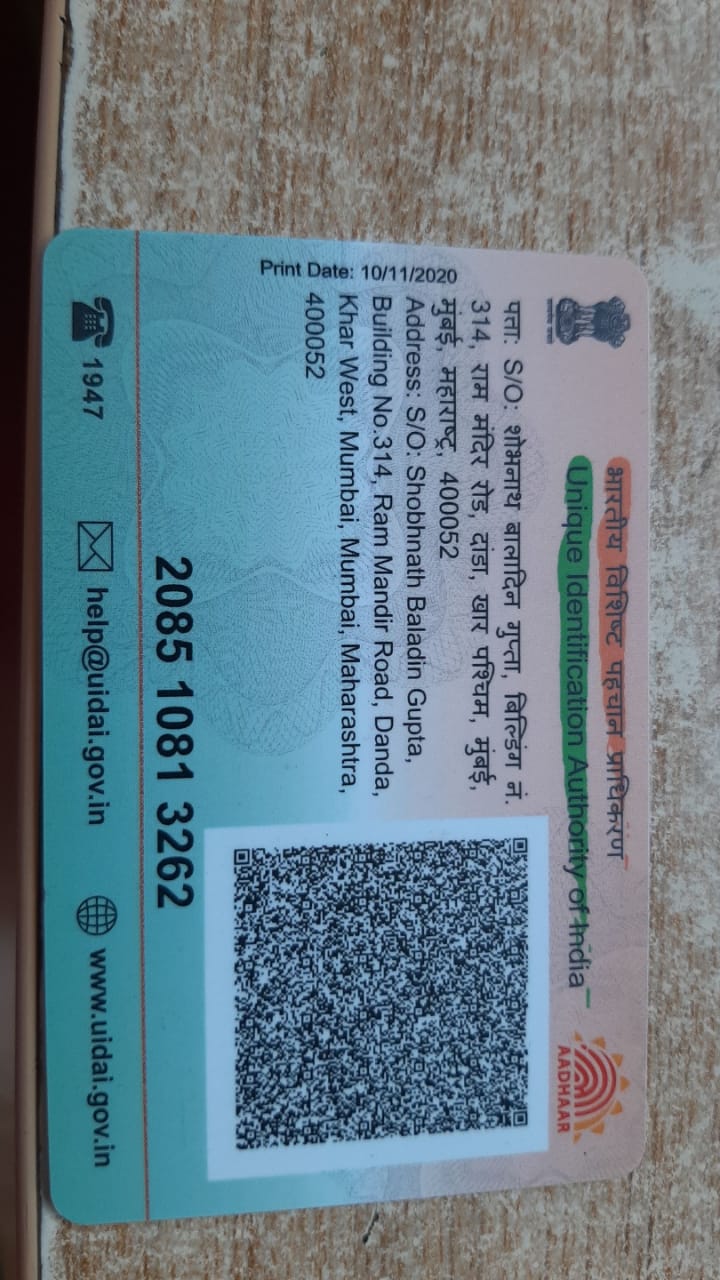 भारतीय विशिष्ट पहचान प्राधिकरण
Unique Identification Authority of India
AADHAAR
Print Date: 10/11/2020
पता: S/O: शोभनाथ बालादिन गुप्ता, बिल्डिंग नं.
314, राम मंदिर रोड, दांडा, खार पश्चिम, मुंबई,
मुंबई, महाराष्ट्र, 400052
Address: S/O: Shobhnath Baladin Gupta,
Building No.314, Ram Mandir Road, Danda,
Khar West, Mumbai, Mumbai, Maharashtra,
400052
2085 1081 3262
1947
help@uidai.gov.in
www.uidai.gov.in